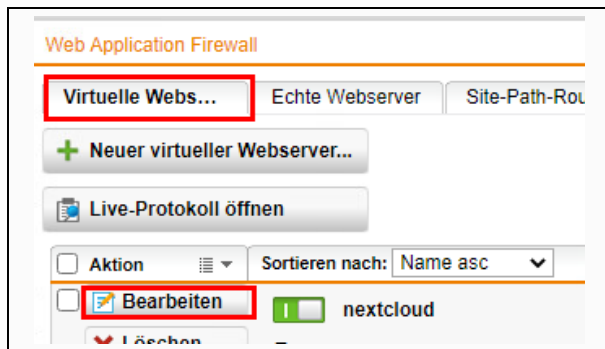 Web Application Firewall
Virtuelle Webs... Echte Webserver Site-Path-Rou
Neuer virtueller Webserver...
Live-Protokoll öffnen
Aktion Sortieren nach: Name asc
Bearbeiten nextcloud
Löschen